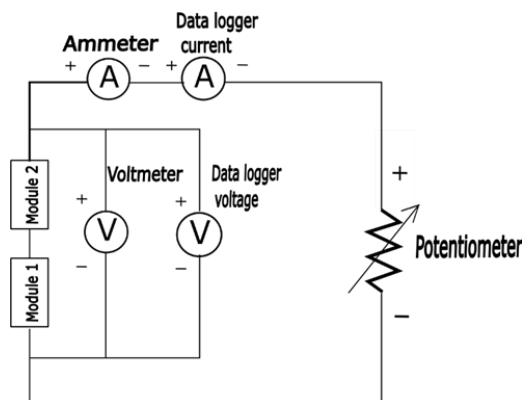 Data logger
current
Ammeter
+ A - + A -
Module 2
Module 1
Voltmeter
+
V
-
Data logger
voltage
+
V
-
+
Potentiometer
-